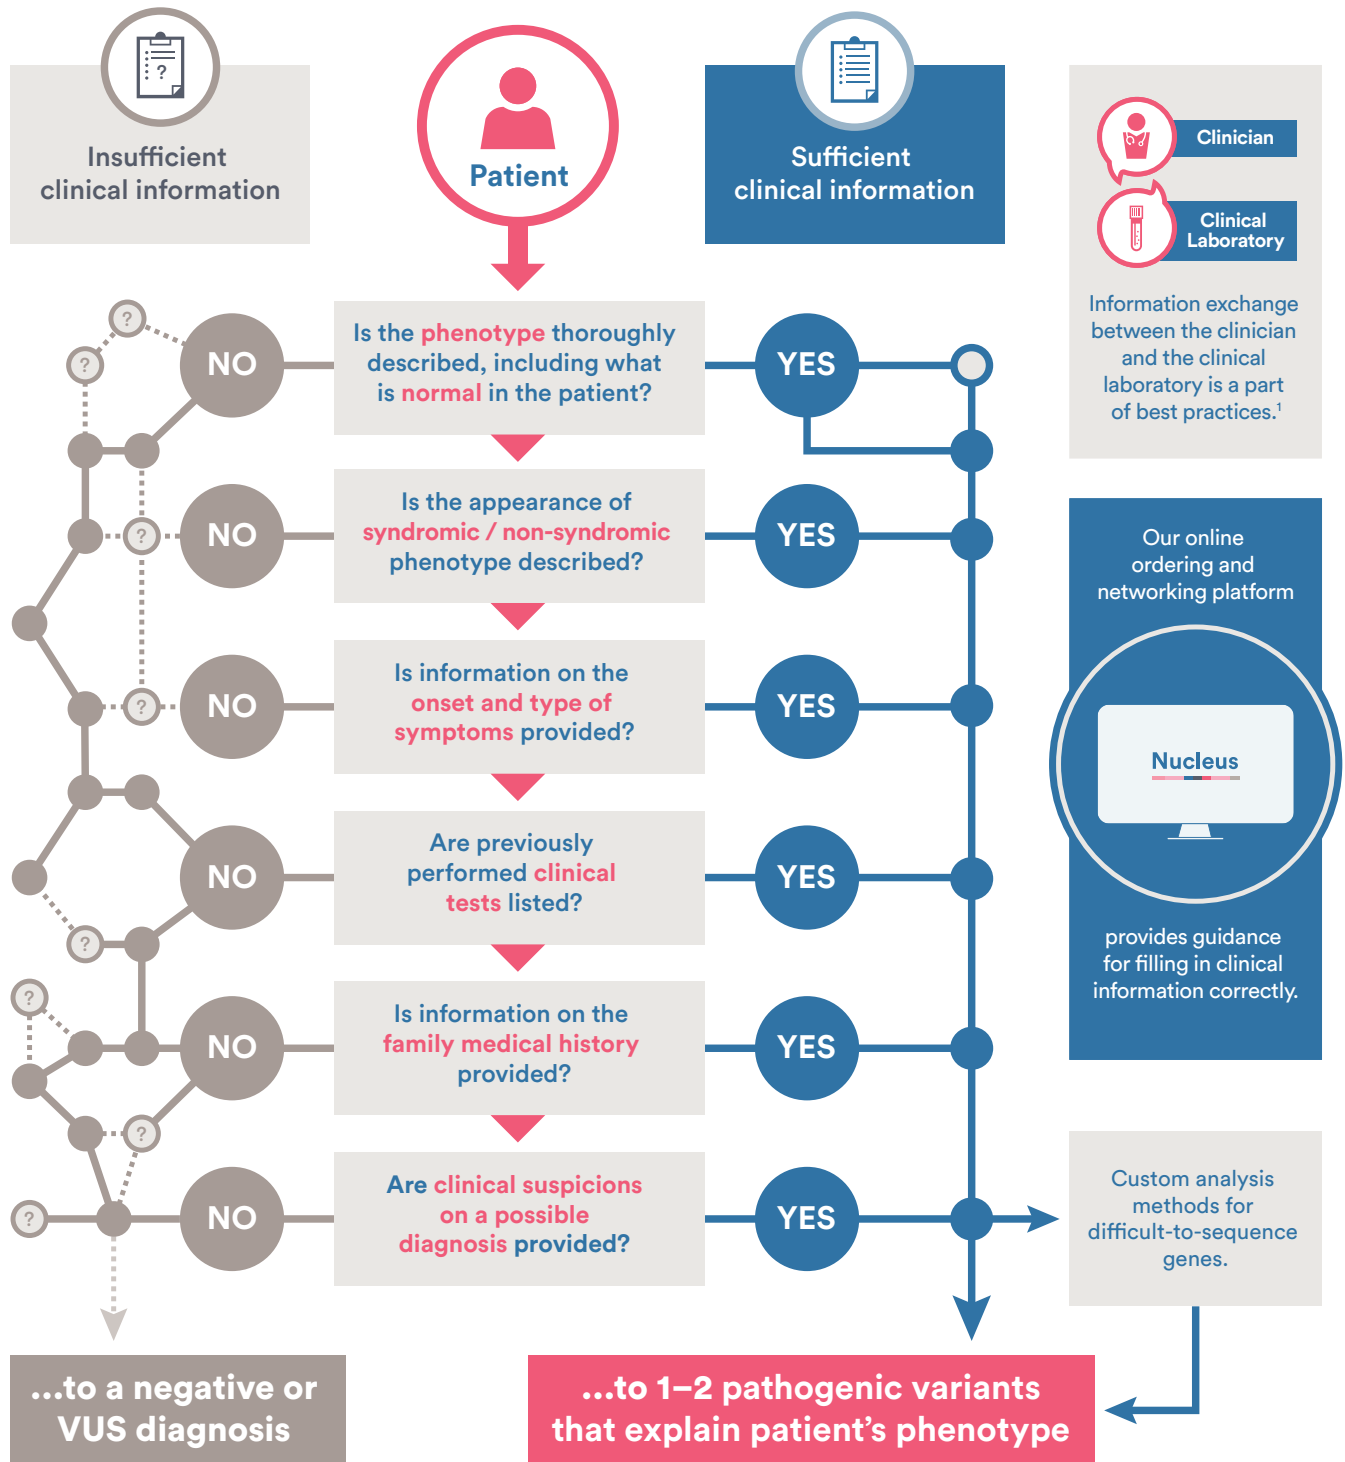 ?
Insufficient
clinical information
Patient
Sufficient
clinical information
Clinician
Clinical
Laboratory
Information exchange
between the clinician
and the clinical
laboratory is a part
of best practices.¹
?
?
NO
Is the phenotype thoroughly
described, including what
is normal in the patient?
YES
?
NO
Is the appearance of
syndromic / non-syndromic
phenotype described?
YES
Our online
ordering and
networking platform
Nucleus
provides guidance
for filling in clinical
information correctly.
?
NO
Is information on the
onset and type of
symptoms provided?
YES
?
NO
Are previously
performed clinical
tests listed?
YES
?
NO
Is information on the
family medical history
provided?
YES
?
?
NO
Are clinical suspicions
on a possible
diagnosis provided?
YES
Custom analysis
methods for
difficult-to-sequence
genes.
...to a negative or
VUS diagnosis
...to 1–2 pathogenic variants
that explain patient's phenotype